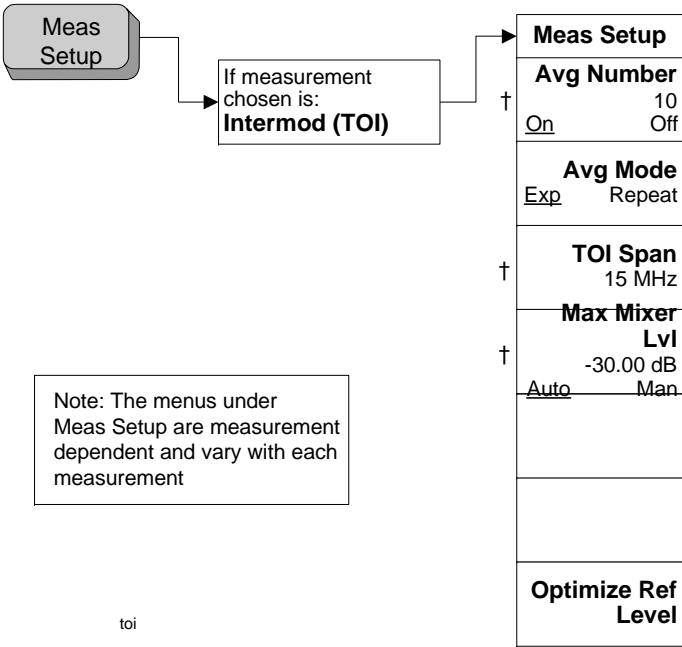 Meas
Setup
If measurement
chosen is:
Intermod (TOI)
Meas Setup
Avg Number
†
10
On Off
Avg Mode
Exp Repeat
TOI Span
†
15 MHz
Max Mixer
Lvl
†
-30.00 dB
Auto Man
Optimize Ref
Level
Note: The menus under
Meas Setup are measurement
dependent and vary with each
measurement
toi